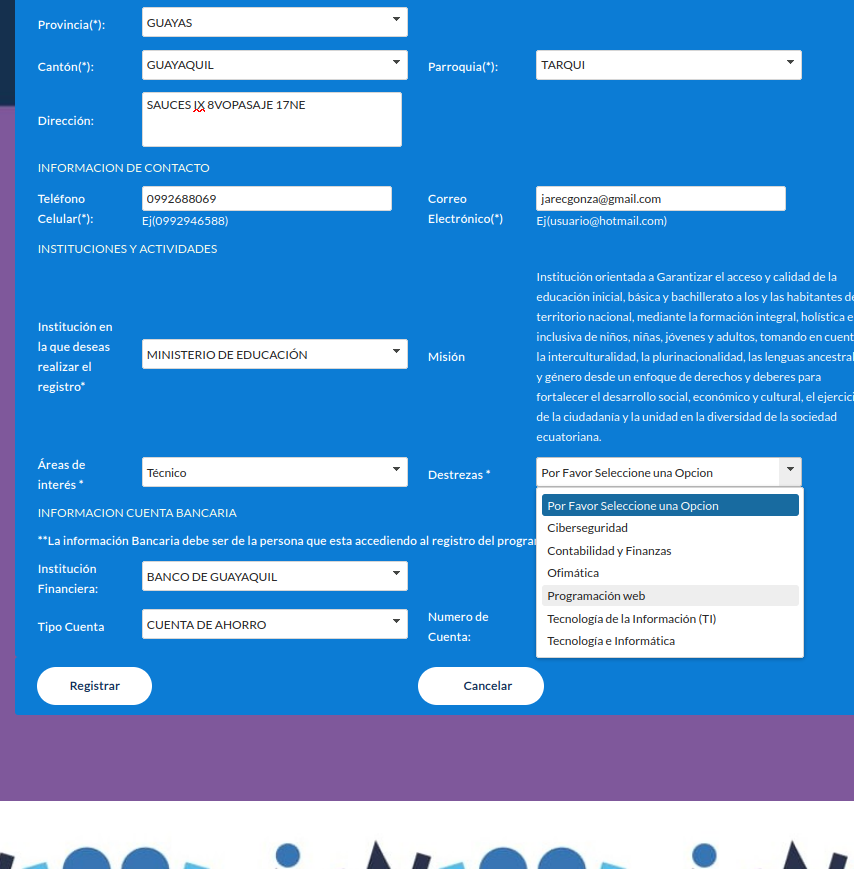 Provincia(*): GUAYAS
Cantón(*): GUAYAQUIL Parroquia(*): TARQUI
Dirección: SAUCES IX 8VOPASAJE 17NE
INFORMACION DE CONTACTO
Teléfono Celular(*): 0992688069 Correo Electrónico(*) jarecgonza@gmail.com
Ej(0992946588) Ej(usuario@hotmail.com)
INSTITUCIONES Y ACTIVIDADES
Institución en
la que deseas
realizar el
registro*
MINISTERIO DE EDUCACIÓN
Misión
Institución orientada a Garantizar el acceso y calidad de la
educación inicial, básica y bachillerato a los y las habitantes de
territorio nacional, mediante la formación integral, holística e
inclusiva de niños, niñas, jóvenes y adultos, tomando en cuent
la interculturalidad, la plurinacionalidad, las lenguas ancestral
y género desde un enfoque de derechos y deberes para
fortalecer el desarrollo social, económico y cultural, el ejercici
de la ciudadanía y la unidad en la diversidad de la sociedad
ecuatoriana.
Áreas de
interés *
Técnico
Destrezas *
Por Favor Seleccione una Opcion
Por Favor Seleccione una Opcion
Ciberseguridad
Contabilidad y Finanzas
Ofimática
Programación web
Tecnología de la Información (TI)
Tecnología e Informática
INFORMACION CUENTA BANCARIA
**La información Bancaria debe ser de la persona que esta accediendo al registro del progra
Institución
Financiera:
BANCO DE GUAYAQUIL
Tipo Cuenta
CUENTA DE AHORRO
Numero de
Cuenta:
Registrar
Cancelar